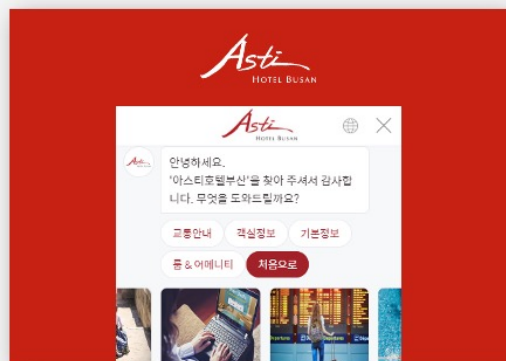 Asti
HOTEL BUSAN
Asti
HOTEL BUSAN
안녕하세요.
'아스티호텔부산'을 찾아 주셔서 감사합
니다. 무엇을 도와드릴까요?
교통안내 객실정보 기본정보
룸 & 어메니티 처음으로